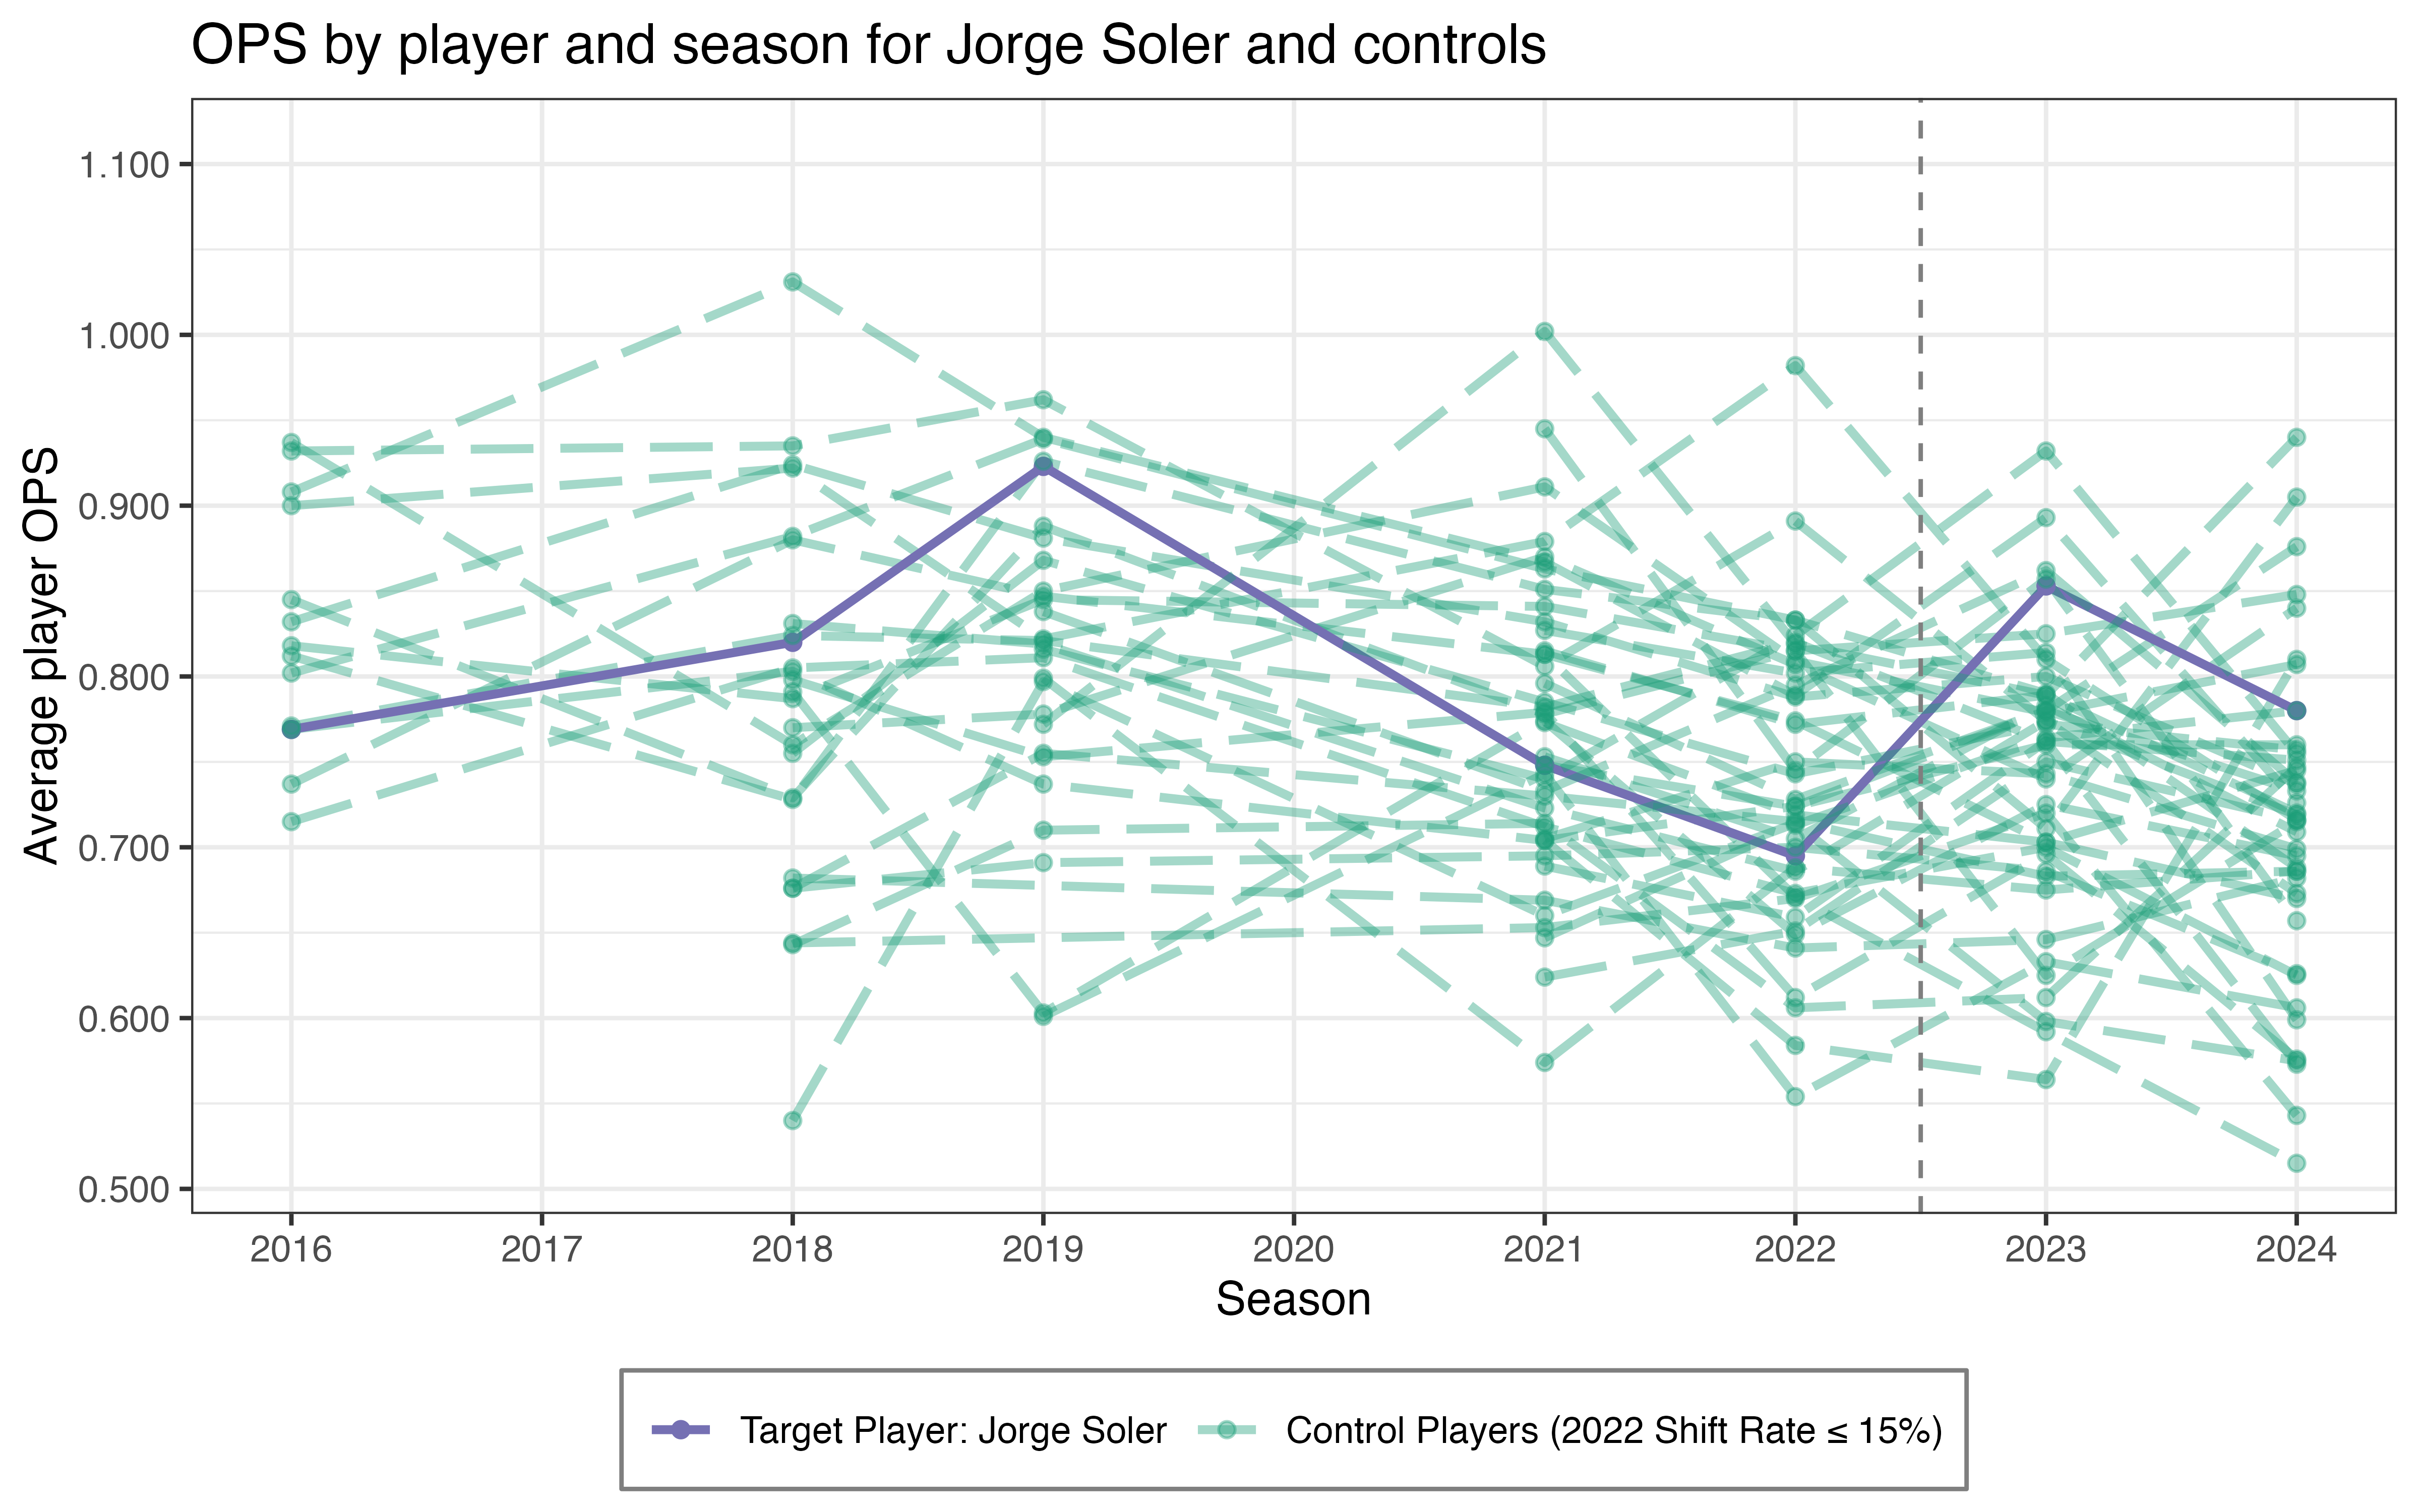 OPS by player and season for Jorge Soler and controls
Average player OPS
1.100
1.000
0.900
0.800
0.700
0.600
0.500
2016 2017 2018 2019 2020 2021 2022 2023 2024
Season
Target Player: Jorge Soler Control Players (2022 Shift Rate ≤ 15%)